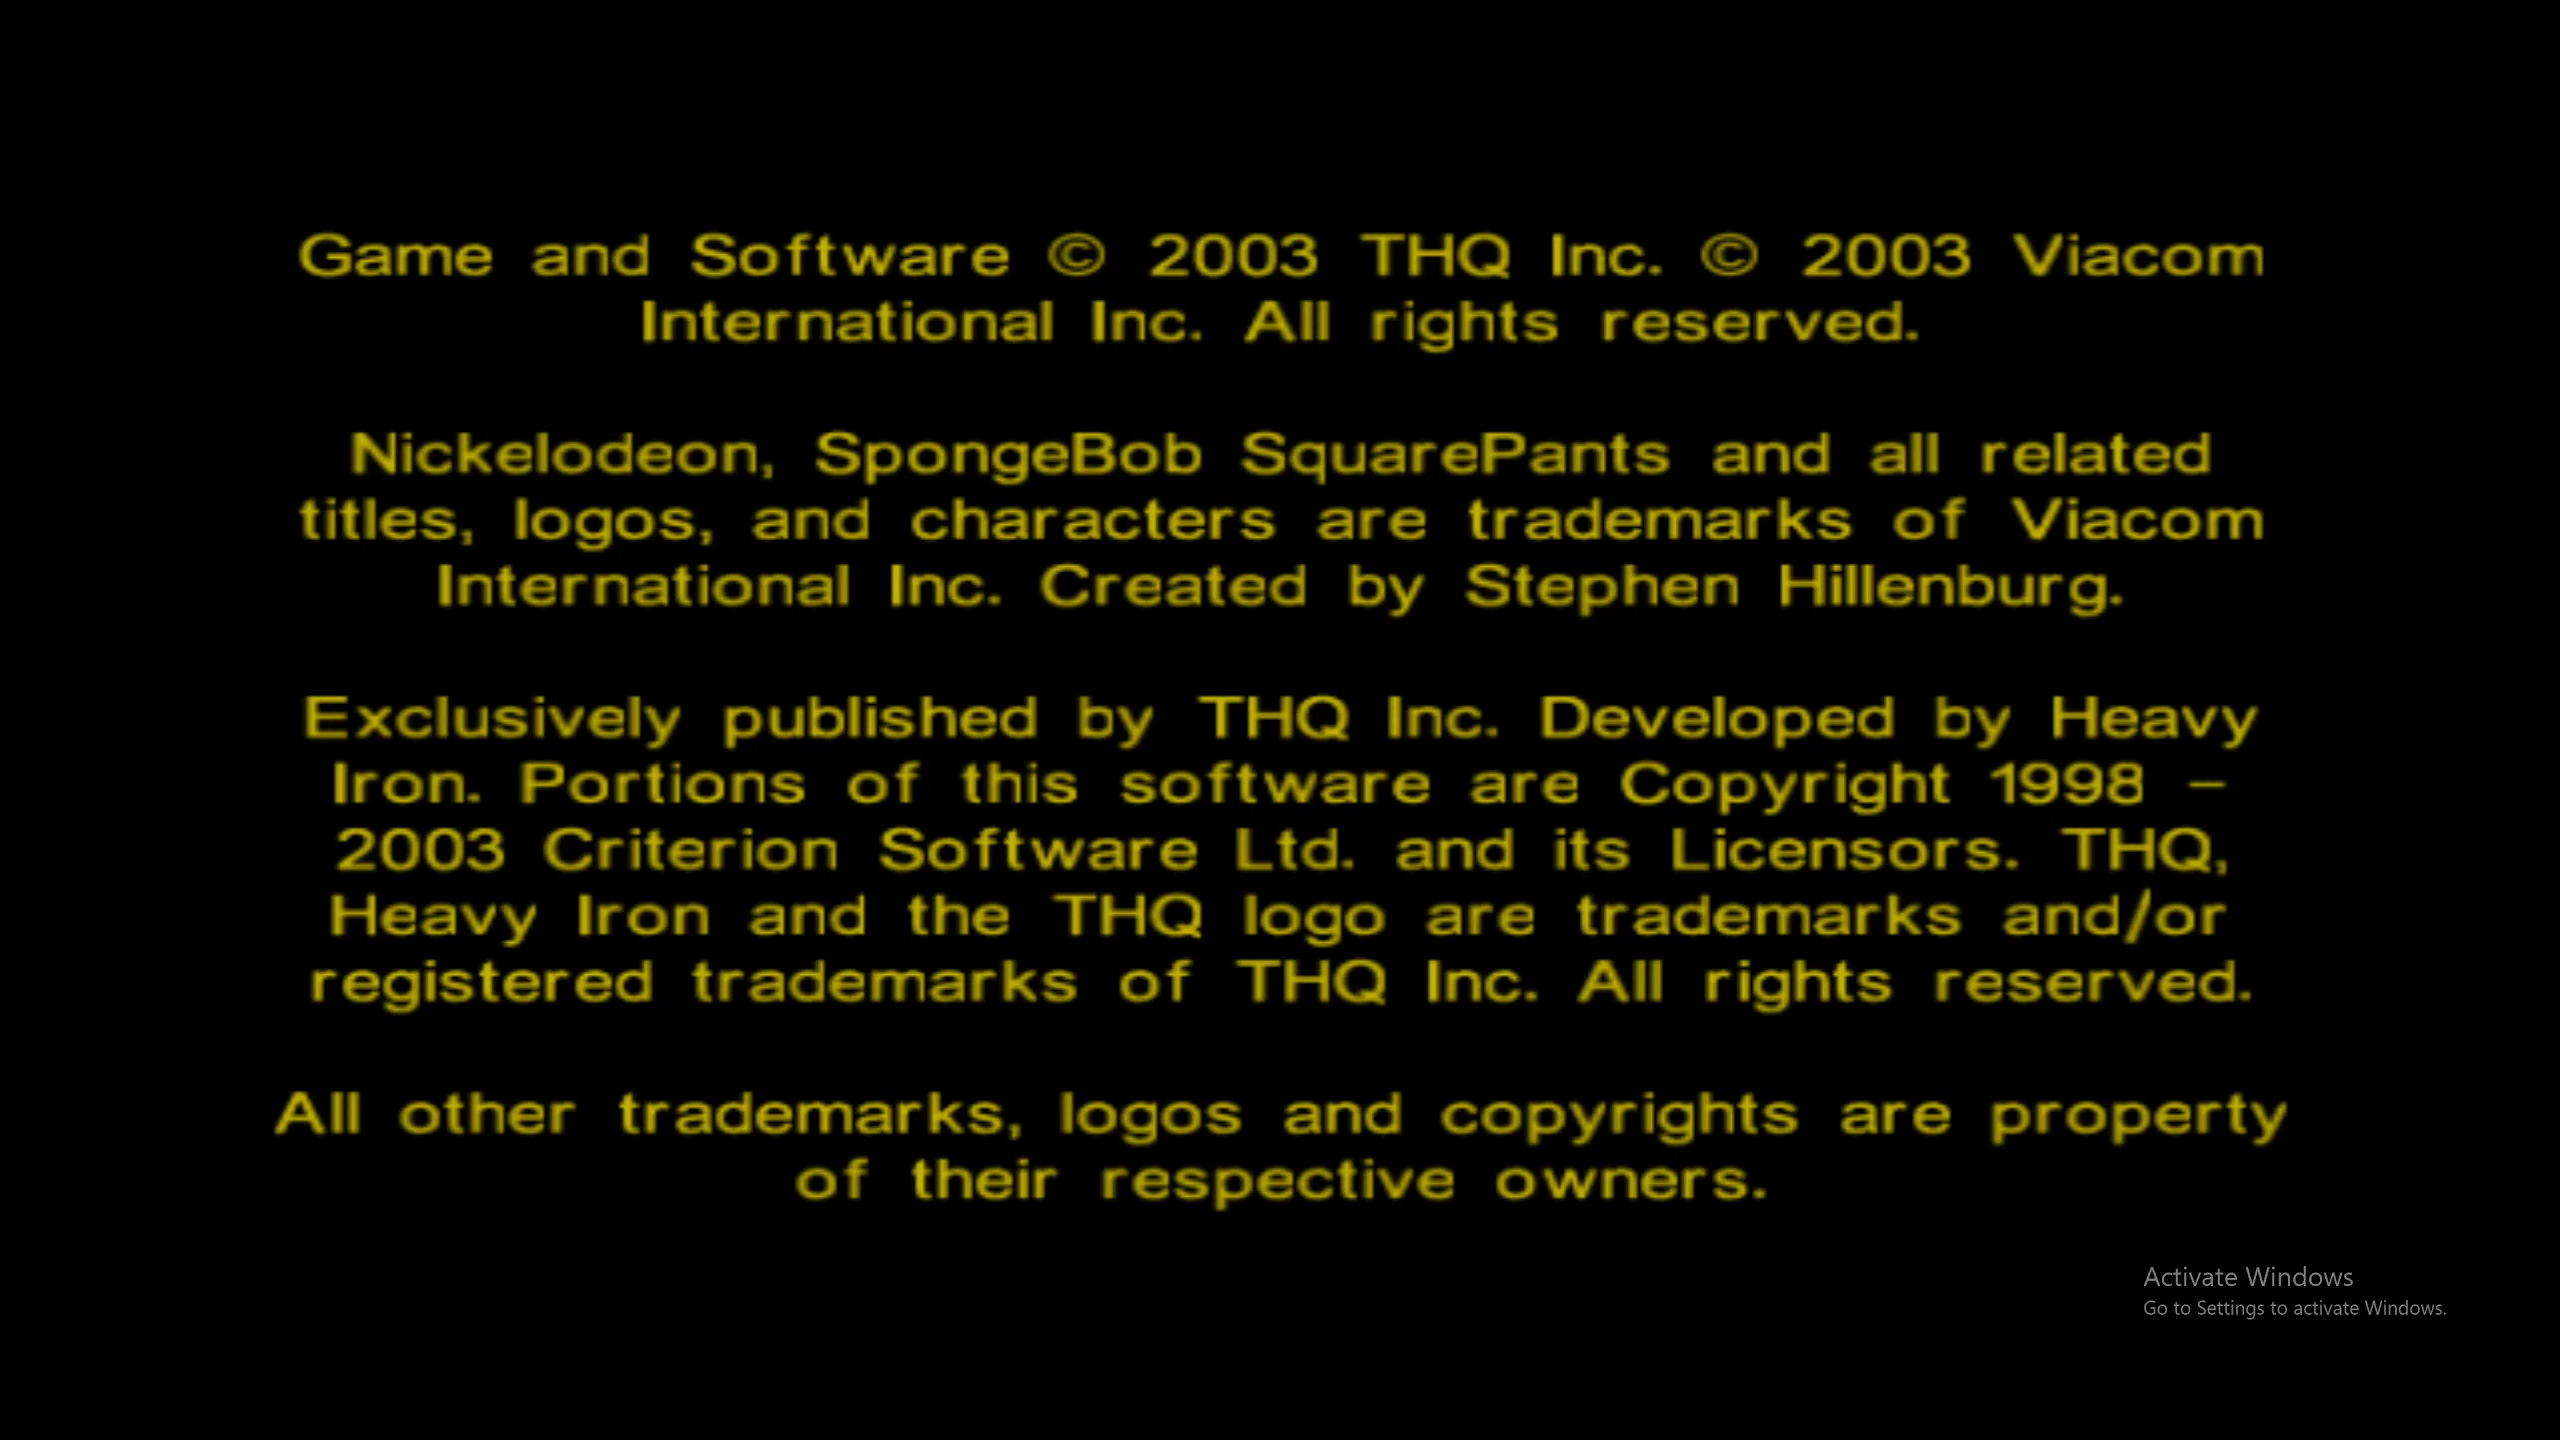 Game and Software © 2003 THQ Inc. © 2003 Viacom
International Inc. All rights reserved.
Nickelodeon, SpongeBob SquarePants and all related
titles, logos, and characters are trademarks of Viacom
International Inc. Created by Stephen Hillenburg.
Exclusively published by THQ Inc. Developed by Heavy
Iron. Portions of this software are Copyright 1998 –
2003 Criterion Software Ltd. and its Licensors. THQ,
Heavy Iron and the THQ logo are trademarks and/or
registered trademarks of THQ Inc. All rights reserved.
All other trademarks, logos and copyrights are property
of their respective owners.
Activate Windows
Go to Settings to activate Windows.